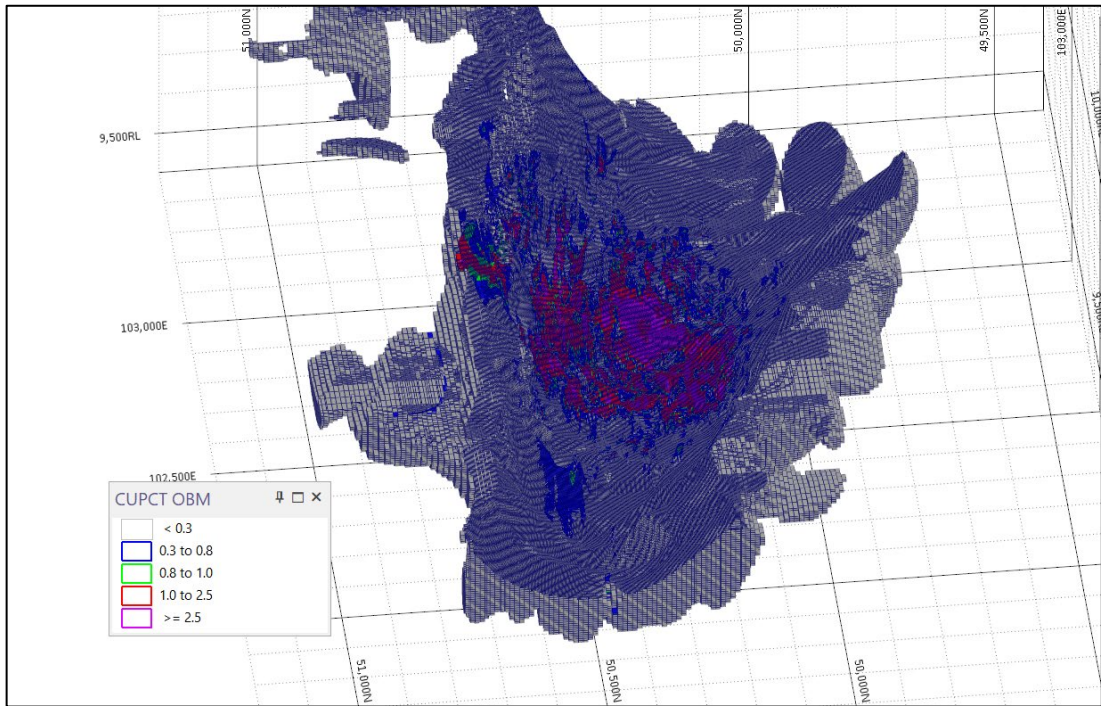 51,000N
50,000N
49,500N
103,000E
10,000
9,500RL
9,500
103,000E
102,500E
CUPCT OBM
< 0.3
0.3 to 0.8
0.8 to 1.0
1.0 to 2.5
>= 2.5
51,000N
50,500N
50,000N